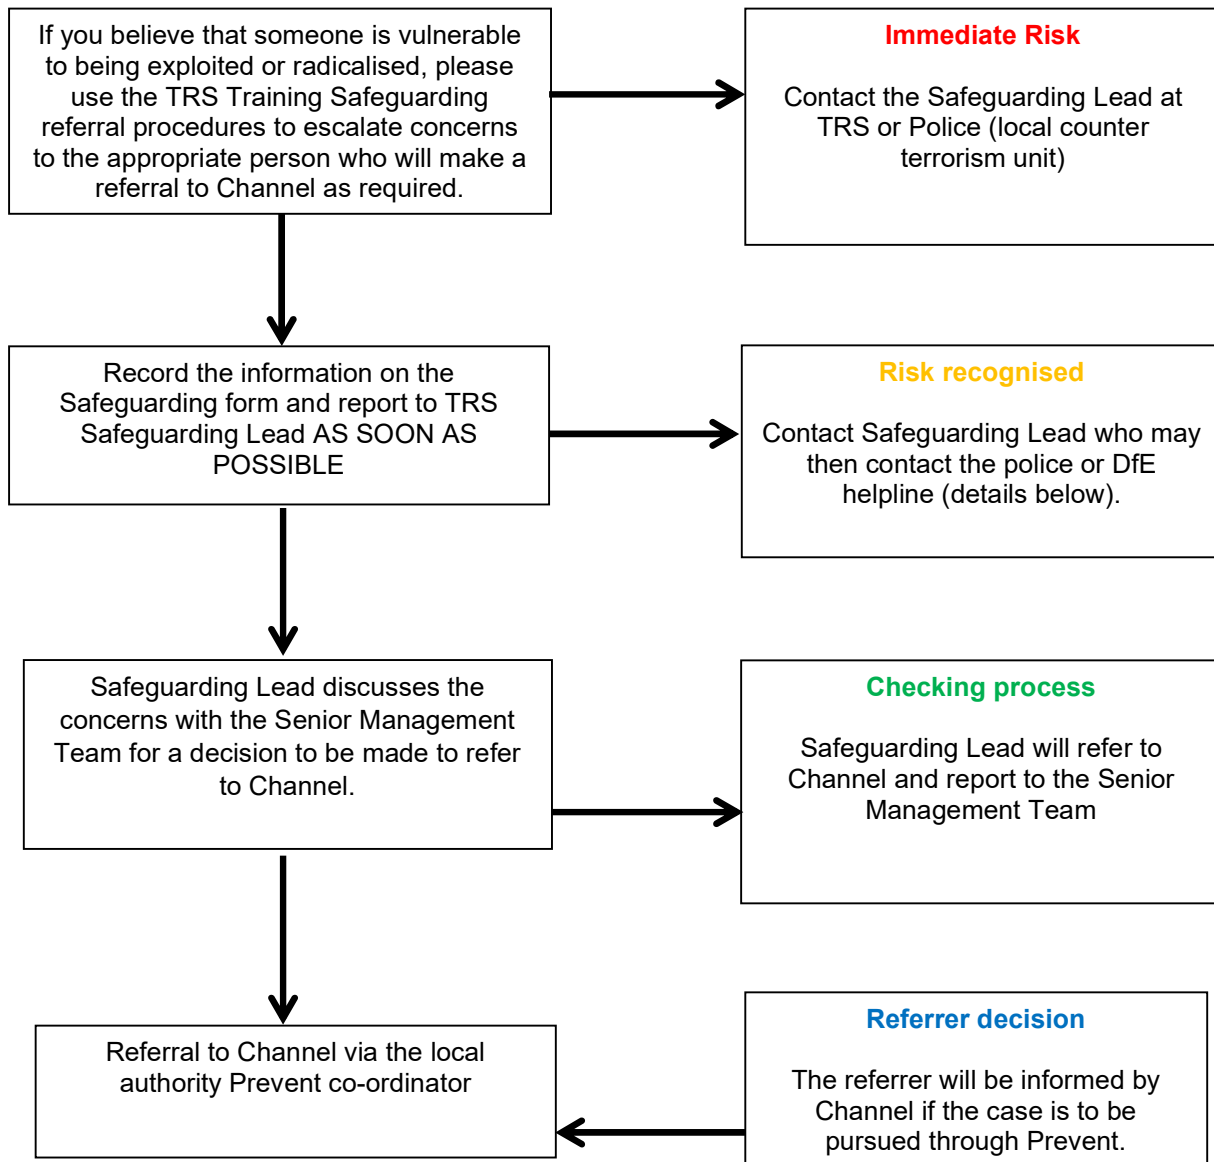 If you believe that someone is vulnerable
to being exploited or radicalised, please
use the TRS Training Safeguarding
referral procedures to escalate concerns
to the appropriate person who will make a
referral to Channel as required.
Immediate Risk
Contact the Safeguarding Lead at
TRS or Police (local counter
terrorism unit)
Record the information on the
Safeguarding form and report to TRS
Safeguarding Lead AS SOON AS
POSSIBLE
Risk recognised
Contact Safeguarding Lead who may
then contact the police or DfE
helpline (details below).
Safeguarding Lead discusses the
concerns with the Senior Management
Team for a decision to be made to refer
to Channel.
Checking process
Safeguarding Lead will refer to
Channel and report to the Senior
Management Team
Referral to Channel via the local
authority Prevent co-ordinator
Referrer decision
The referrer will be informed by
Channel if the case is to be
pursued through Prevent.